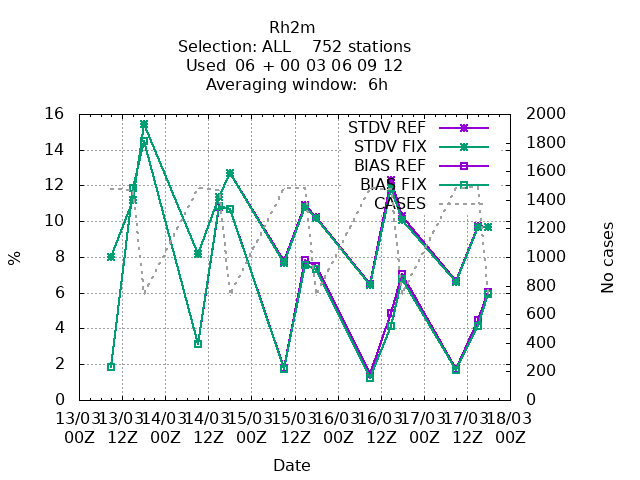 Rh2m
Selection: ALL    752 stations
Used  06 + 00 03 06 09 12
Averaging window:  6h
STDV REF
STDV FIX
BIAS REF
BIAS FIX
CASES
16
14
12
10
8
6
4
2
0
%
2000
1800
1600
1400
1200
1000
800
600
400
200
0
No cases
13/03 13/03 14/03 14/03 15/03 15/03 16/03 16/03 17/03 17/03 18/03
00Z 12Z 00Z 12Z 00Z 12Z 00Z 12Z 00Z 12Z 00Z
Date